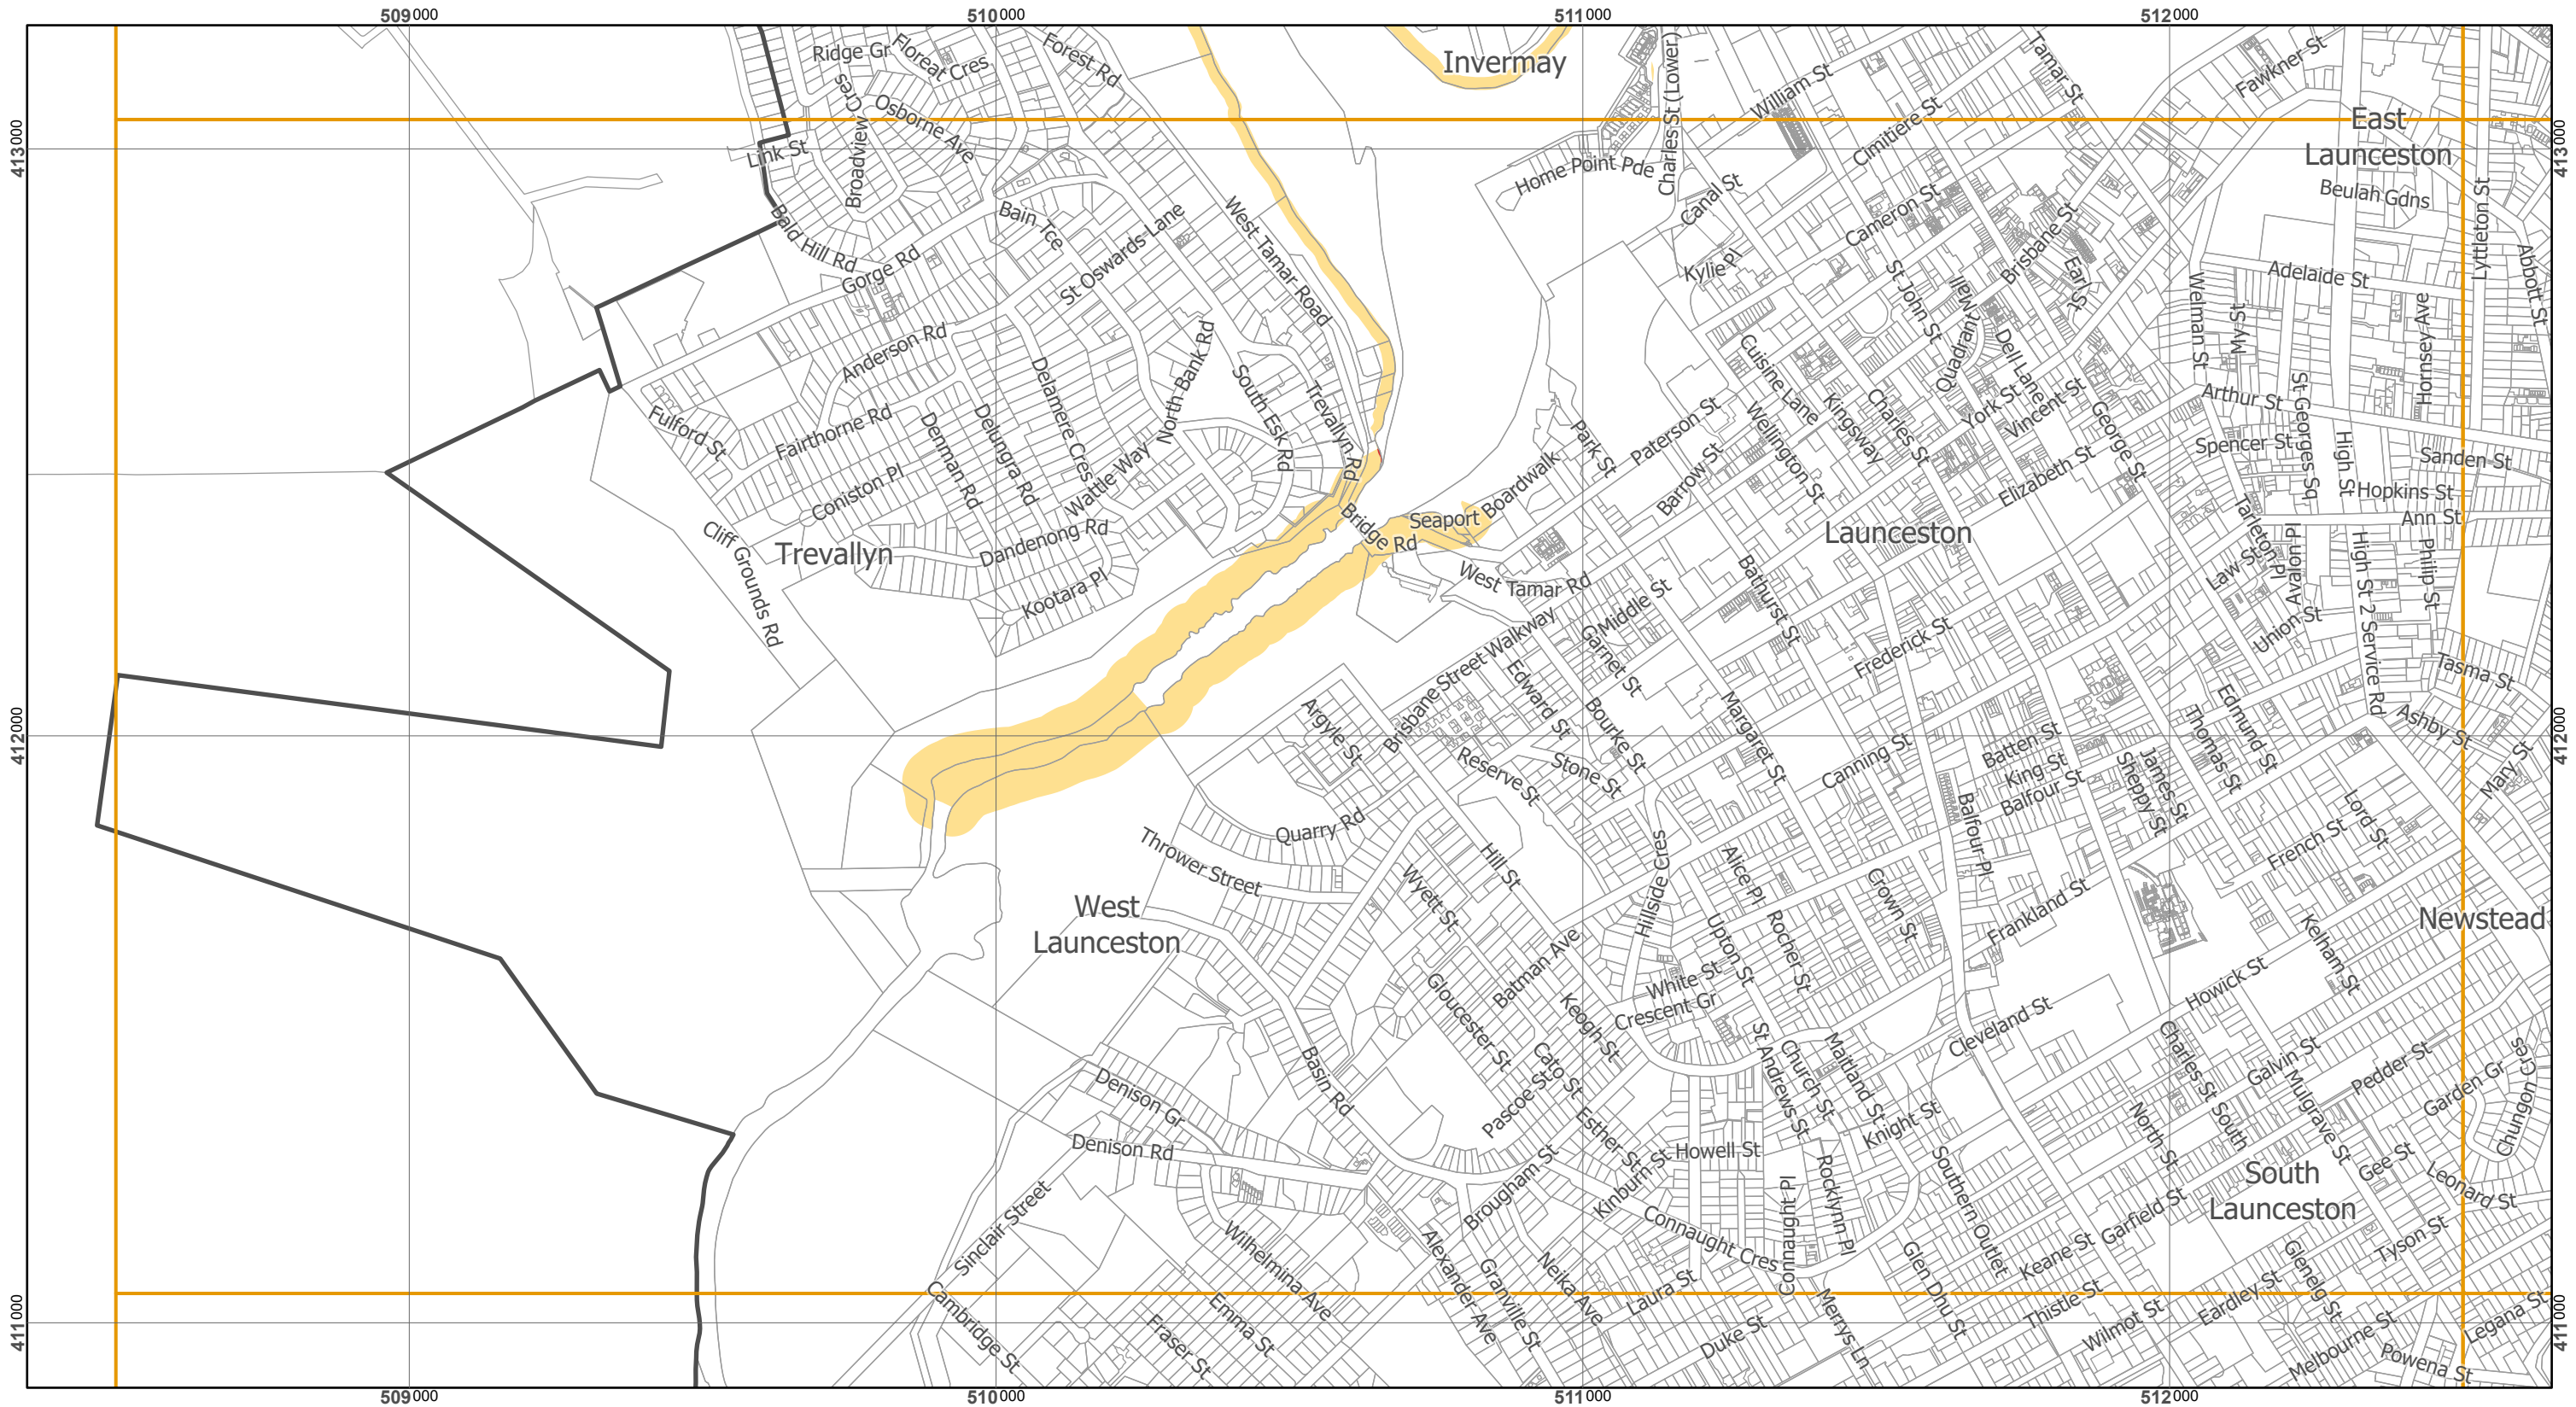 509000
510000
511000
512000
413000
413000
412000
412000
411000
411000
Ridge Gr
Floreat Cres
Forest Rd
Invermay
Charles St (Lower)
William St
Tamar St
Fawkner St
Broadview Cres
Osborne Ave
Cimitiere St
East
Launceston
Link St
Home Point Pde
Canal St
Cameron St
Beulah Gdns
Lyttleton St
Bald Hill Rd
Gorge Rd
Bain Tce
St Oswards Lane
West Tamar Road
Kylie Pl
St John St
Mall
Brisbane St
Earl St
Welman St
Adelaide St
Abbott St
Anderson Rd
Delamere Cres
North Bank Rd
South Esk Rd
Trevallyn Rd
Cuisine Lane
Kingsway
Charles St
Quadrant
Dell Lane
My St
Hornsey Ave
Fulford St
Fairthorne Rd
Denman Rd
Delungra Rd
Wattle Way
Park St
Paterson St
Wellington St
York St
Vincent St
George St
Arthur St
St Georges Sq
Spencer St
High St
Sanden St
Coniston Pl
Barrow St
Elizabeth St
Hopkins St
Ann St
Cliff Grounds Rd
Trevallyn
Dandenong Rd
Bridge Rd
Seaport Boardwalk
Launceston
Tarleton Pl
Law St
Avalon Pl
High St 2 Service Rd
Phillip St
Kootara Pl
West Tamar Rd
Middle St
Bathurst St
Union St
Brisbane Street Walkway
Garnet St
Frederick St
Tasma St
Argyle St
Edward St
Bourke St
Margaret St
Edmund St
Thomas St
Ashby St
Reserve St
Stone St
Canning St
Batten St
King St
Balfour St
James St
Sheppy St
Mary St
Quarry Rd
Balfour Pl
Lord St
French St
Thrower Street
Hill St
Hillside Cres
Alice Pl
Crown St
Wyett St
Frankland St
West
Launceston
Upton St
Rocher St
Kelham St
Newstead
Batman Ave
White St
Howick St
Gloucester St
Keogh St
Crescent Gr
Cleveland St
Basin Rd
Cato St
St Andrews St
Church St
Maitland St
Charles St South
Galvin St
Pedder St
Garden Gr
Chungon Cres
Denison Gr
Pascoe St
Esther St
Knight St
North St
Mulgrave St
Denison Rd
Howell St
Gee St
Brougham St
Kinburn St
Rocklynn Pl
Southern Outlet
South
Launceston
Leonard St
Sinclair Street
Connaught Pl
Connaught Cres
Garfield St
Wilhelmina Ave
Alexander Ave
Granville St
Neika Ave
Laura St
Glen Dhu St
Keane St
Tyson St
Cambridge St
Emma St
Fraser St
Duke St
Merrys Ln
Thistle St
Wilmot St
Eardley St
Glenelg St
Melbourne St
Legana St
Powena St
509000
510000
511000
512000